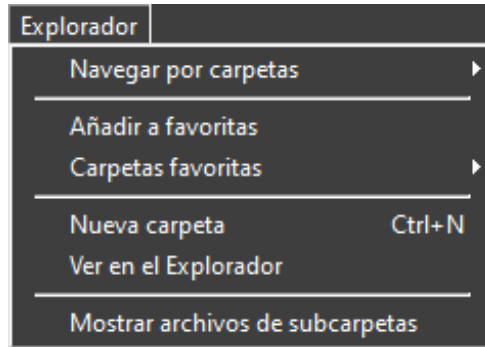 Explorador
Navegar por carpetas
Añadir a favoritas
Carpetas favoritas
Nueva carpeta Ctrl+N
Ver en el Explorador
Mostrar archivos de subcarpetas